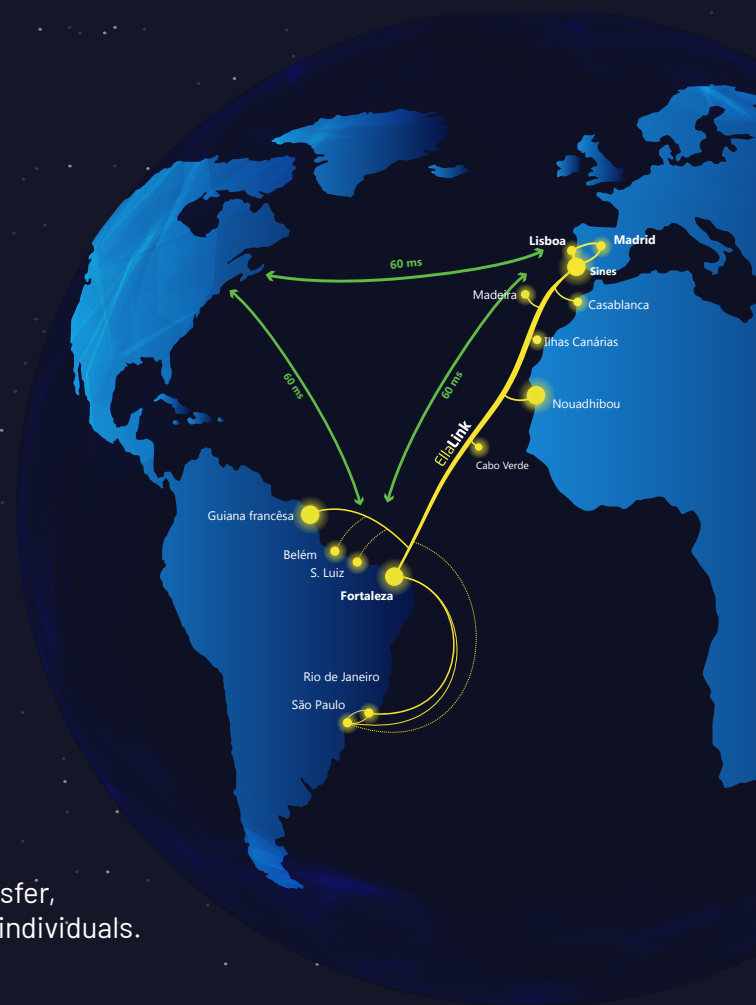 60 ms
Lisboa
Madrid
Sines
Madeira
Casablanca
Ilhas Canárias
60 ms
60 ms
Nouadhibou
EllaLink
Cabo Verde
Guiana francêsa
Belém
S. Luiz
Fortaleza
Rio de Janeiro
São Paulo
sfer,
individuals.